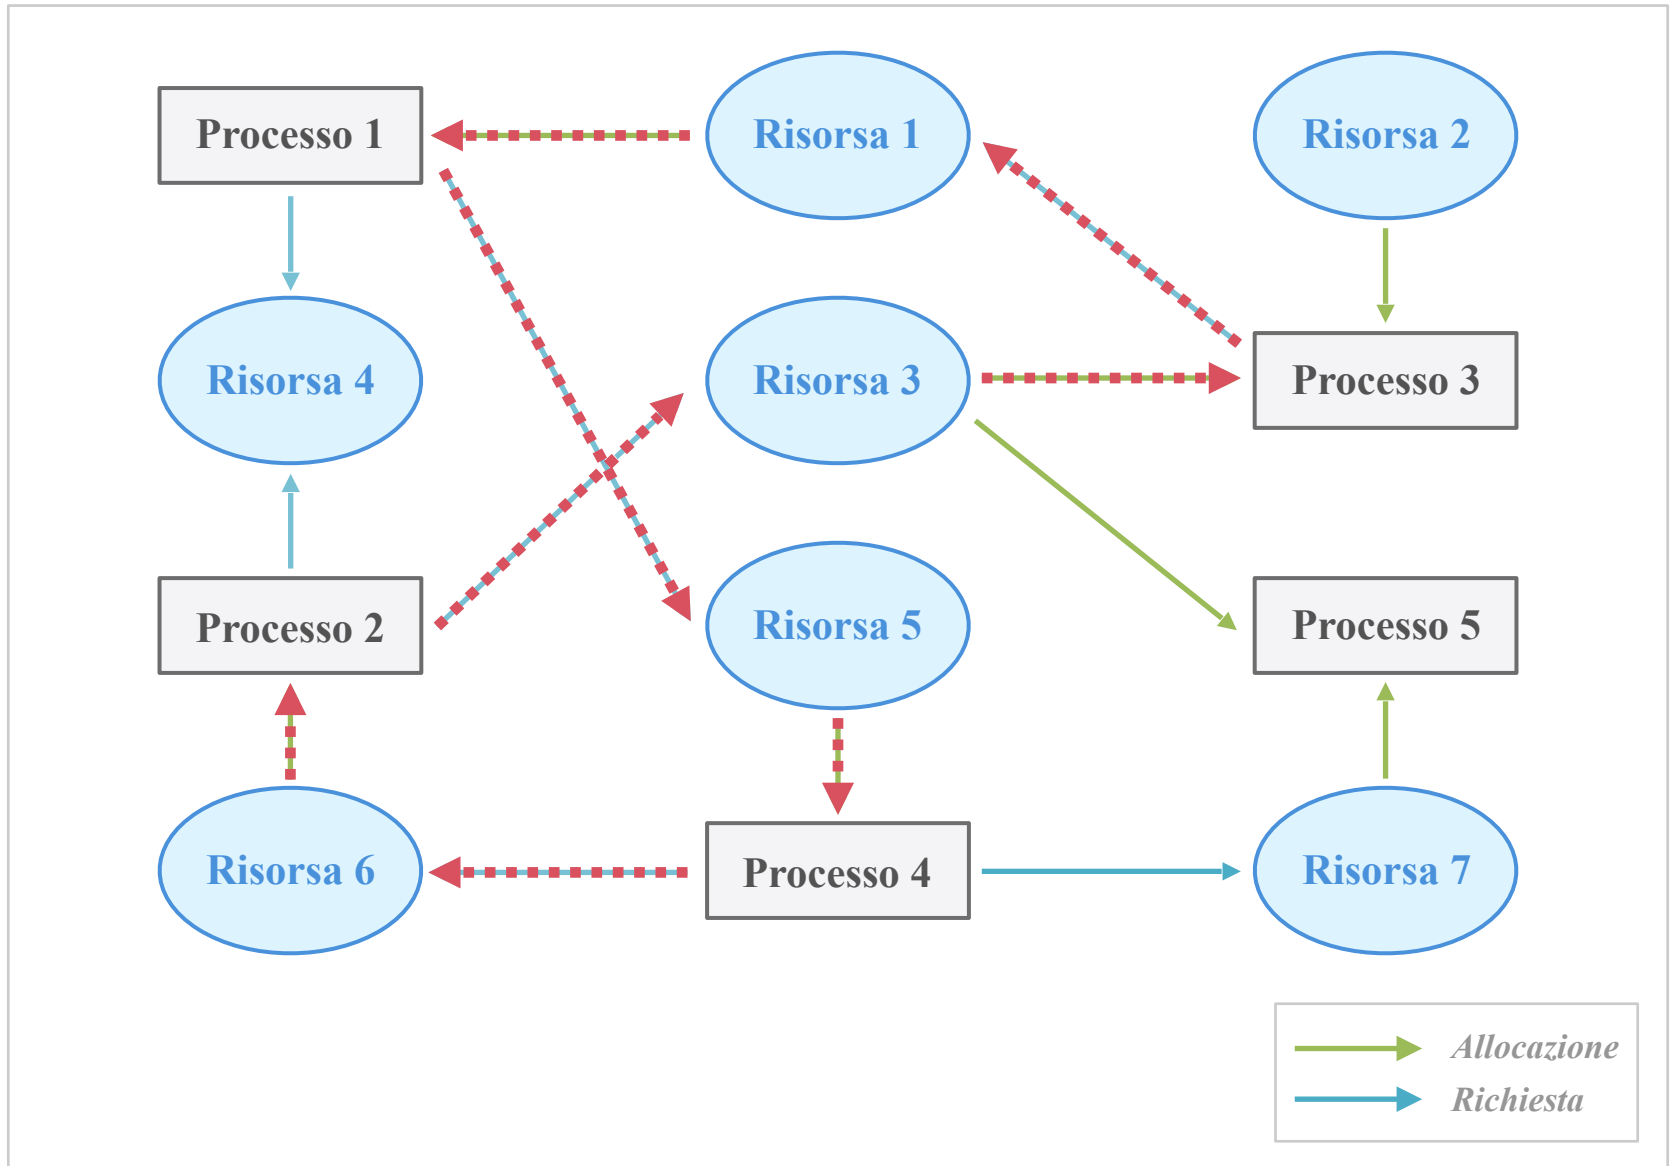 Processo 1
Risorsa 1
Risorsa 2
Risorsa 4
Risorsa 3
Processo 3
Processo 2
Risorsa 5
Processo 5
Risorsa 6
Processo 4
Risorsa 7
Allocazione
Richiesta